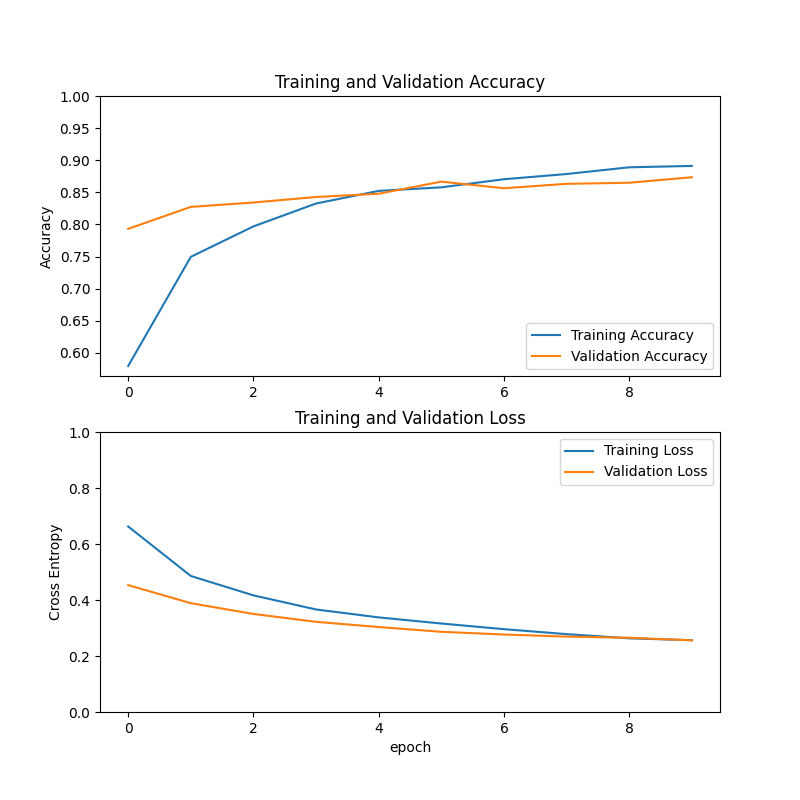 Training and Validation Accuracy
1.00
0.95
0.90
0.85
0.80
0.75
0.70
0.65
0.60
Accuracy
Training Accuracy
Validation Accuracy
0 2 4 6 8
Training and Validation Loss
1.0
0.8
0.6
0.4
0.2
0.0
Cross Entropy
Training Loss
Validation Loss
0 2 4 6 8
epoch